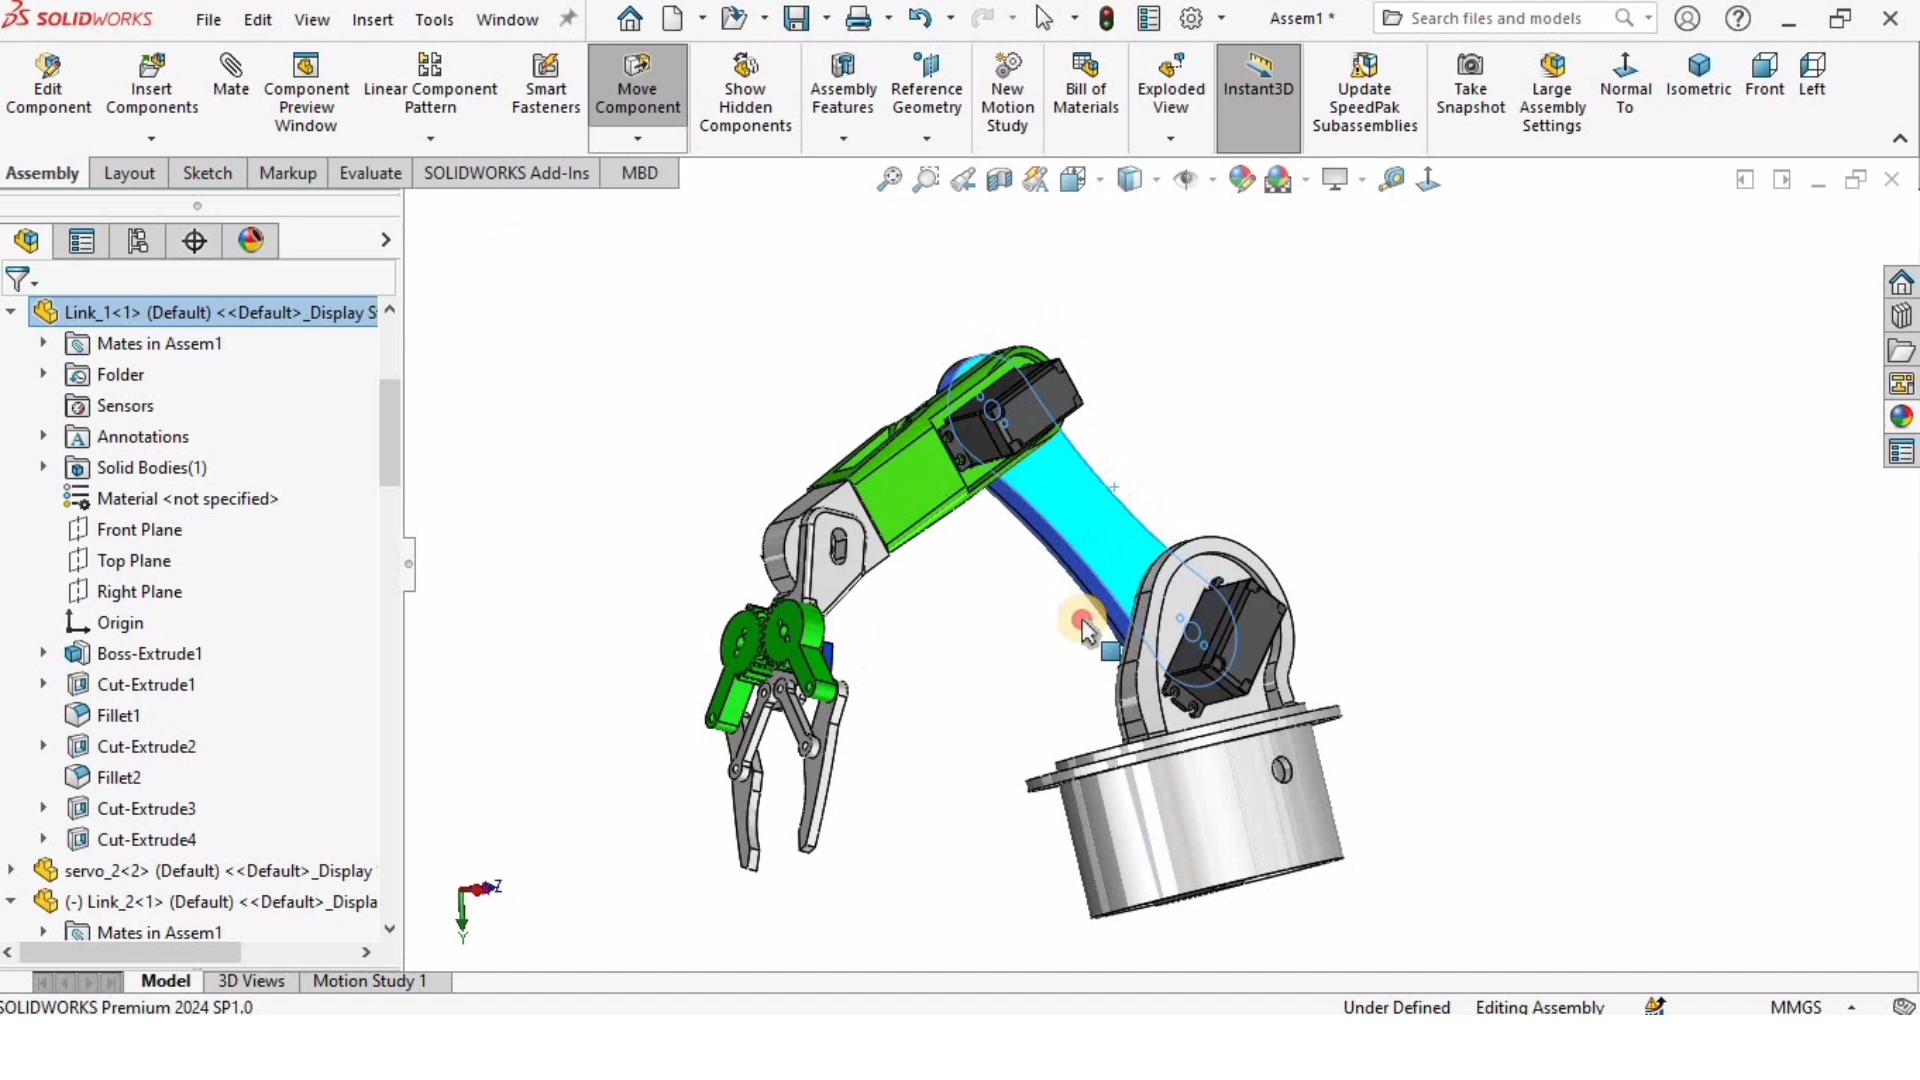 SOLIDWORKS File Edit View Insert Tools Window Assem1 * Search files and models
Edit Component
Insert Components
Mate
Component Preview Window
Linear Component Pattern
Smart Fasteners
Move Component
Show Hidden Components
Assembly Features
Reference Geometry
New Motion Study
Bill of Materials
Exploded View
Instant3D
Update SpeedPak Subassemblies
Take Snapshot
Large Assembly Settings
Normal To
Isometric
Front
Left
Assembly Layout Sketch Markup Evaluate SOLIDWORKS Add-Ins MBD
Link_1<1> (Default) <<Default>_Display S
Mates in Assem1
Folder
Sensors
Annotations
Solid Bodies(1)
Material <not specified>
Front Plane
Top Plane
Right Plane
Origin
Boss-Extrude1
Cut-Extrude1
Fillet1
Cut-Extrude2
Fillet2
Cut-Extrude3
Cut-Extrude4
servo_2<2> (Default) <<Default>_Display
(-) Link_2<1> (Default) <<Default>_Displa
Mates in Assem1
Z
Y
Model 3D Views Motion Study 1
SOLIDWORKS Premium 2024 SP1.0 Under Defined Editing Assembly MMGS